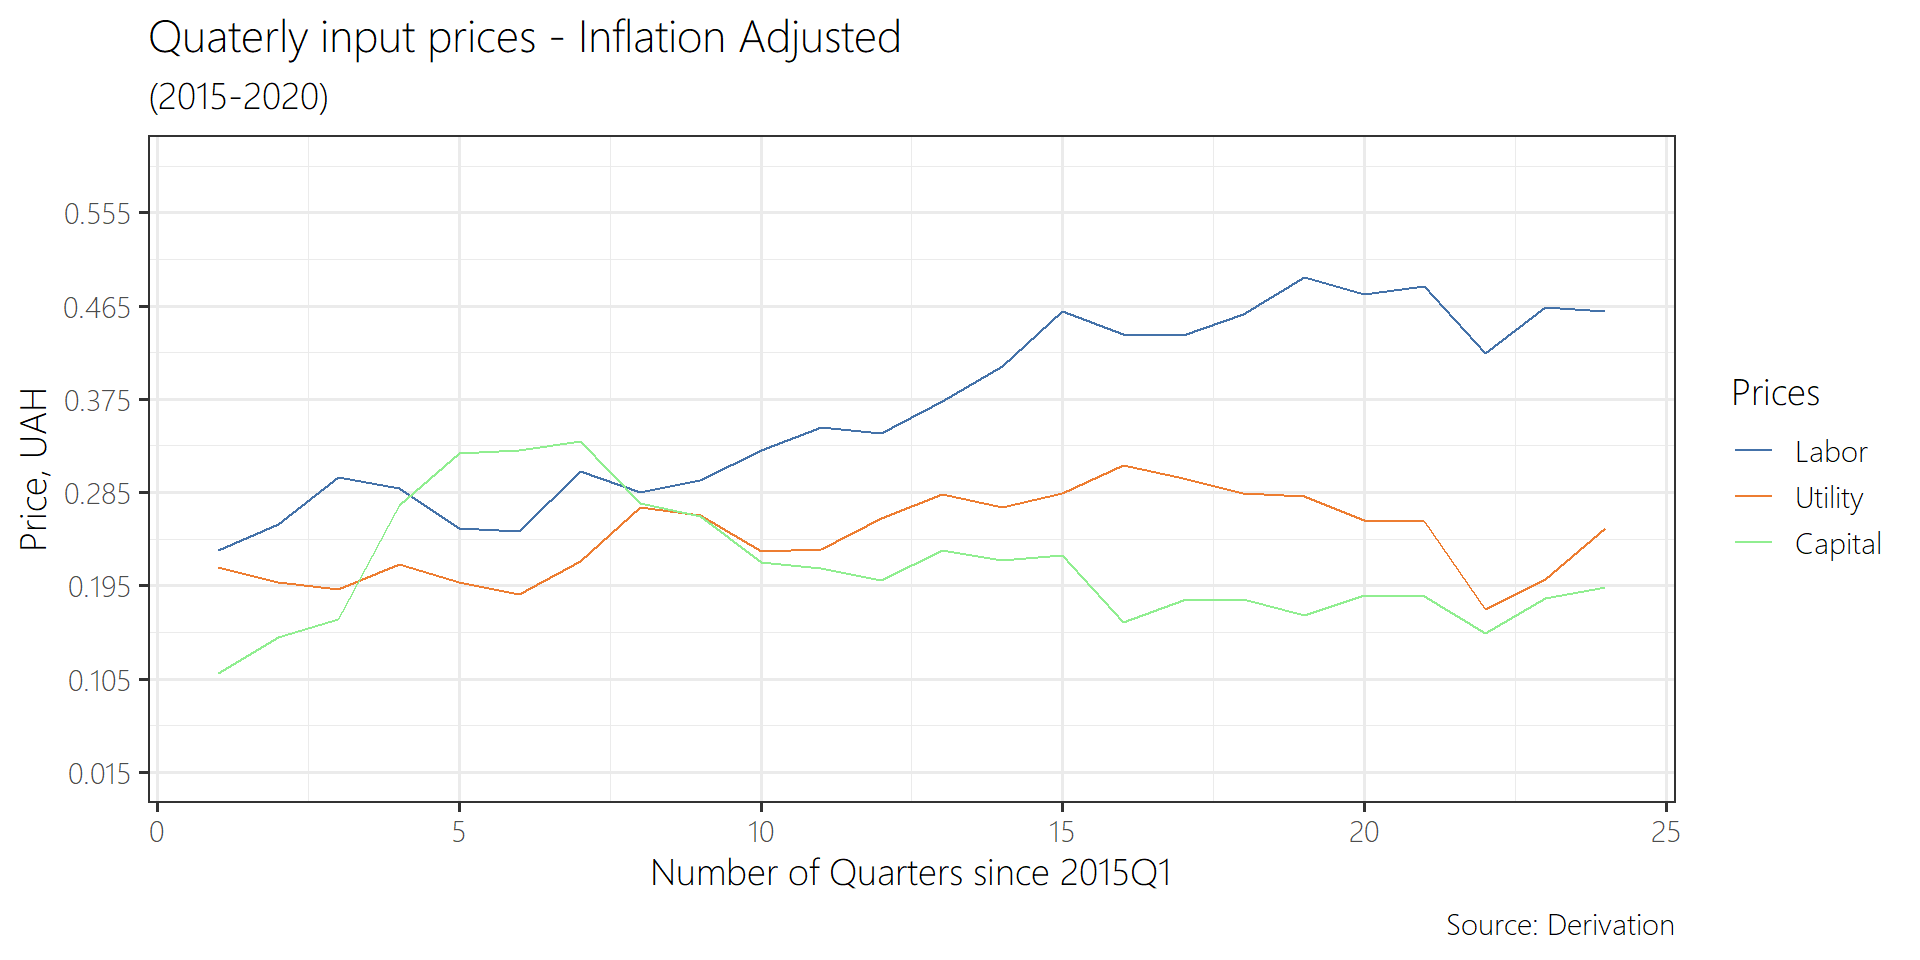 Quaterly input prices - Inflation Adjusted
(2015-2020)
Price, UAH
0.555
0.465
0.375
0.285
0.195
0.105
0.015
0 5 10 15 20 25
Number of Quarters since 2015Q1
Prices
Labor
Utility
Capital
Source: Derivation